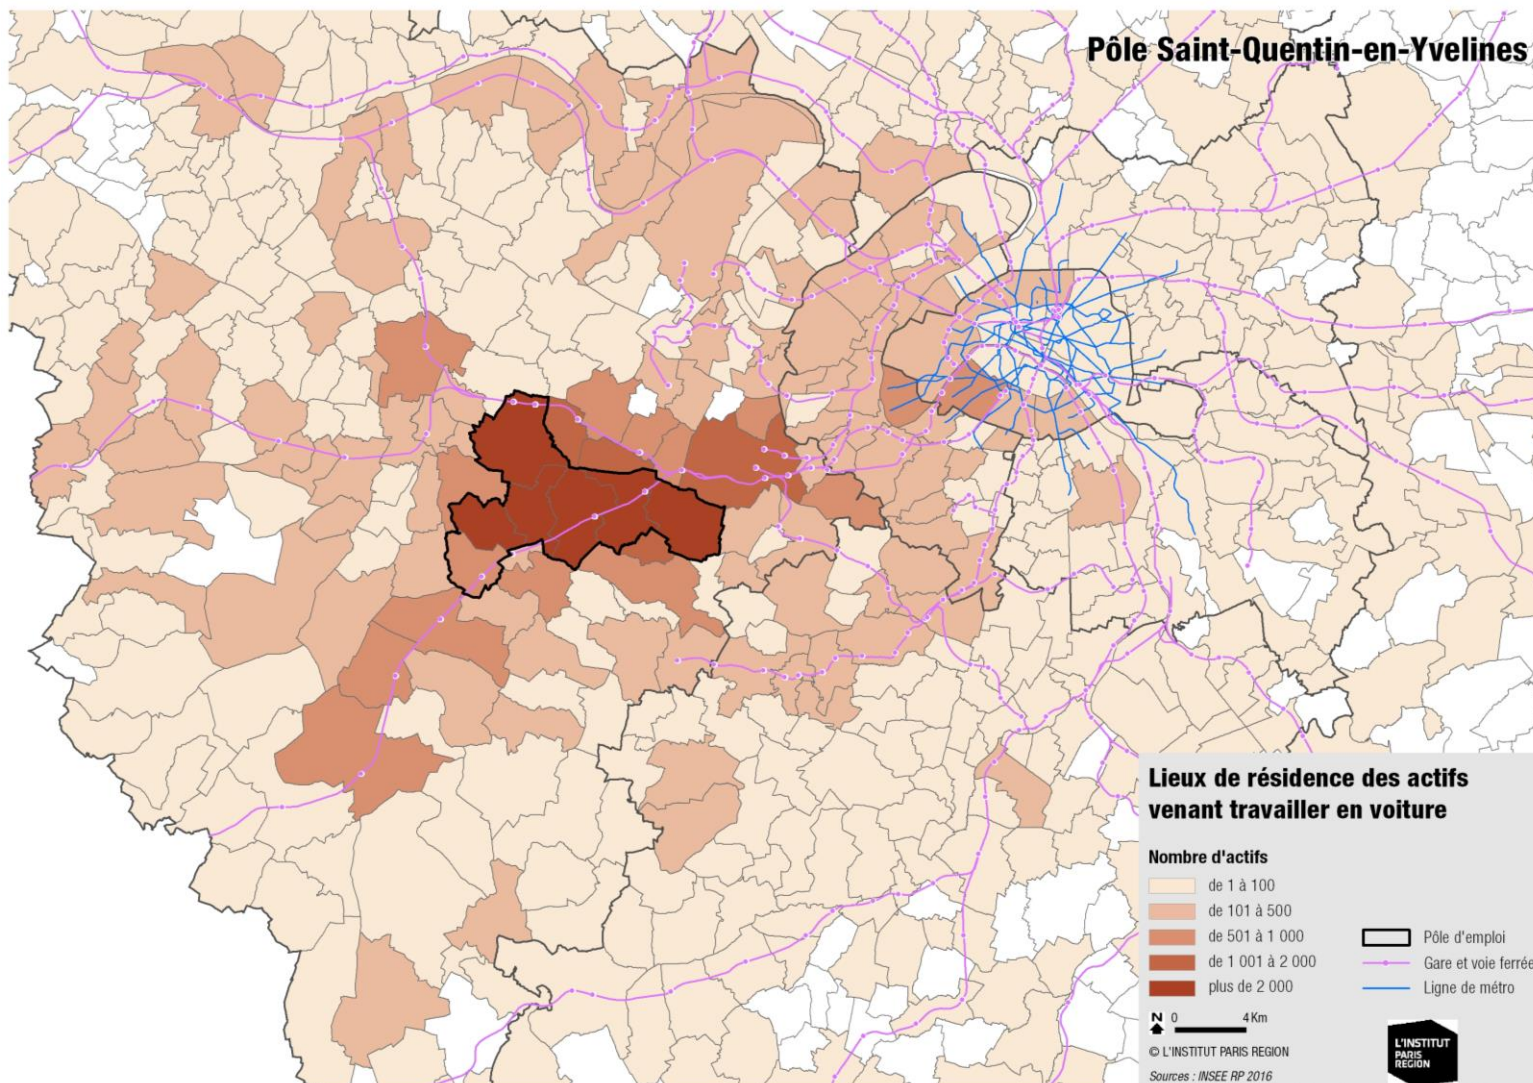 Pôle Saint-Quentin-en-Yvelines
Lieux de résidence des actifs
venant travailler en voiture
Nombre d'actifs
de 1 à 100
de 101 à 500
de 501 à 1 000
de 1 001 à 2 000
plus de 2 000
Pôle d'emploi
Gare et voie ferrée
Ligne de métro
N 0 4 Km
© L'INSTITUT PARIS REGION
Sources : INSEE RP 2016
L'INSTITUT
PARIS
REGION